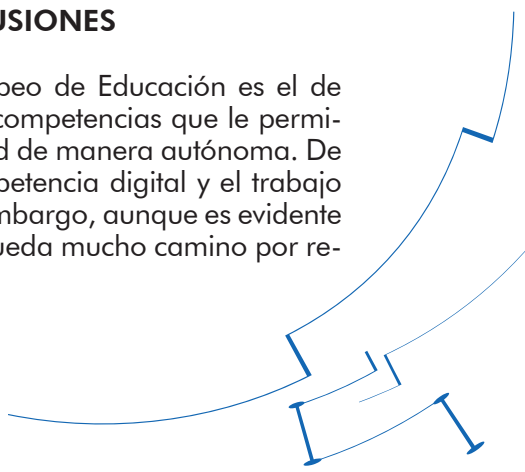 USIONES
peo de Educación es el de
competencias que le permi-
d de manera autónoma. De
petencia digital y el trabajo
mbargo, aunque es evidente
ueda mucho camino por re-